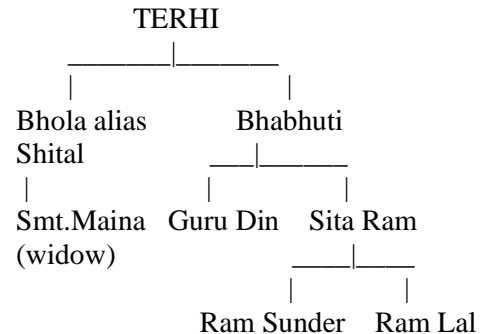 TERHI
Bhola alias Bhabhuti
Shital
Smt.Maina Guru Din Sita Ram
(widow)
Ram Sunder Ram Lal